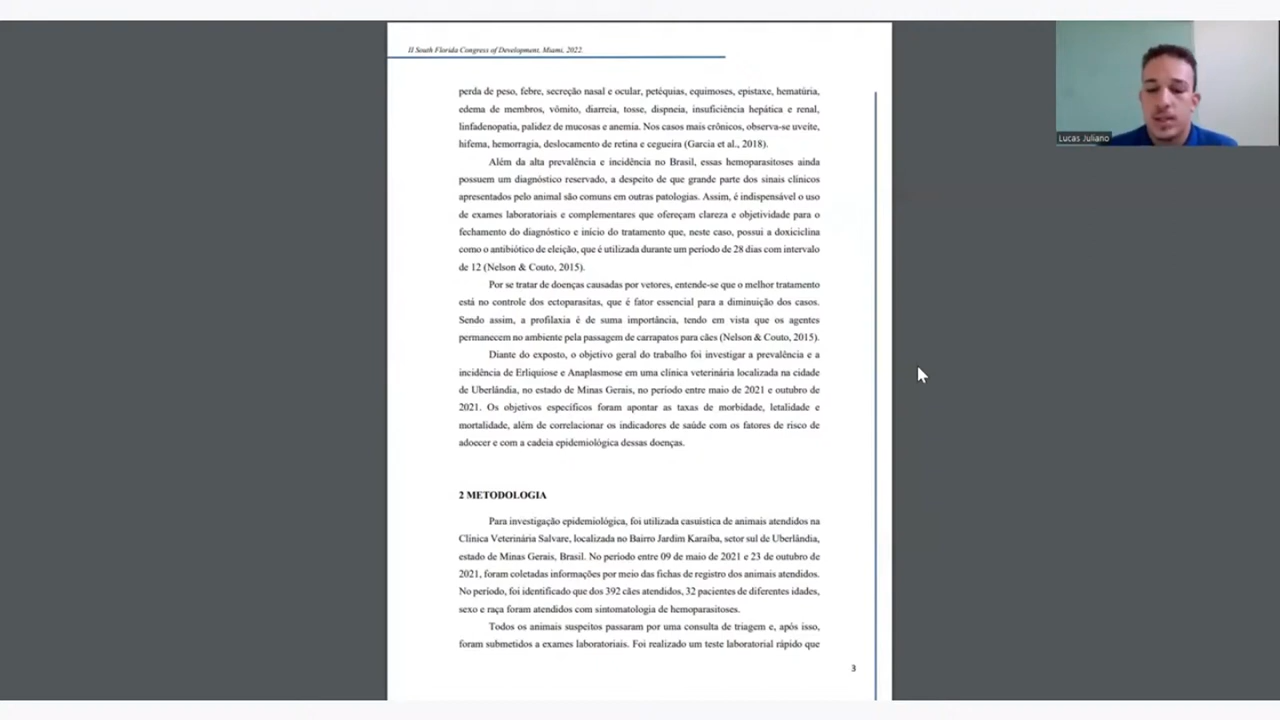 II South Florida Congress of Development, Miami, 2022.
perda de peso, febre, secreção nasal e ocular, petéquias, equimoses, epistaxe, hematúria,
edema de membros, vômito, diarreia, tosse, dispneia, insuficiência hepática e renal,
linfadenopatia, palidez de mucosas e anemia. Nos casos mais crônicos, observa-se uveíte,
hifema, hemorragia, deslocamento de retina e cegueira (Garcia et al., 2018).
Além da alta prevalência e incidência no Brasil, essas hemoparasitoses ainda
possuem um diagnóstico reservado, a despeito de que grande parte dos sinais clínicos
apresentados pelo animal são comuns em outras patologias. Assim, é indispensável o uso
de exames laboratoriais e complementares que ofereçam clareza e objetividade para o
fechamento do diagnóstico e início do tratamento que, neste caso, possui a doxiciclina
como o antibiótico de eleição, que é utilizada durante um período de 28 dias com intervalo
de 12 (Nelson & Couto, 2015).
Por se tratar de doenças causadas por vetores, entende-se que o melhor tratamento
está no controle dos ectoparasitas, que é fator essencial para a diminuição dos casos.
Sendo assim, a profilaxia é de suma importância, tendo em vista que os agentes
permanecem no ambiente pela passagem de carrapatos para cães (Nelson & Couto, 2015).
Diante do exposto, o objetivo geral do trabalho foi investigar a prevalência e a
incidência de Erliquiose e Anaplasmose em uma clínica veterinária localizada na cidade
de Uberlândia, no estado de Minas Gerais, no período entre maio de 2021 e outubro de
2021. Os objetivos específicos foram apontar as taxas de morbidade, letalidade e
mortalidade, além de correlacionar os indicadores de saúde com os fatores de risco de
adoecer e com a cadeia epidemiológica dessas doenças.
2 METODOLOGIA
Para investigação epidemiológica, foi utilizada casuística de animais atendidos na
Clínica Veterinária Salvare, localizada no Bairro Jardim Karaíba, setor sul de Uberlândia,
estado de Minas Gerais, Brasil. No período entre 09 de maio de 2021 e 23 de outubro de
2021, foram coletadas informações por meio das fichas de registro dos animais atendidos.
No período, foi identificado que dos 392 cães atendidos, 32 pacientes de diferentes idades,
sexo e raça foram atendidos com sintomatologia de hemoparasitoses.
Todos os animais suspeitos passaram por uma consulta de triagem e, após isso,
foram submetidos a exames laboratoriais. Foi realizado um teste laboratorial rápido que
3
Lucas Juliano